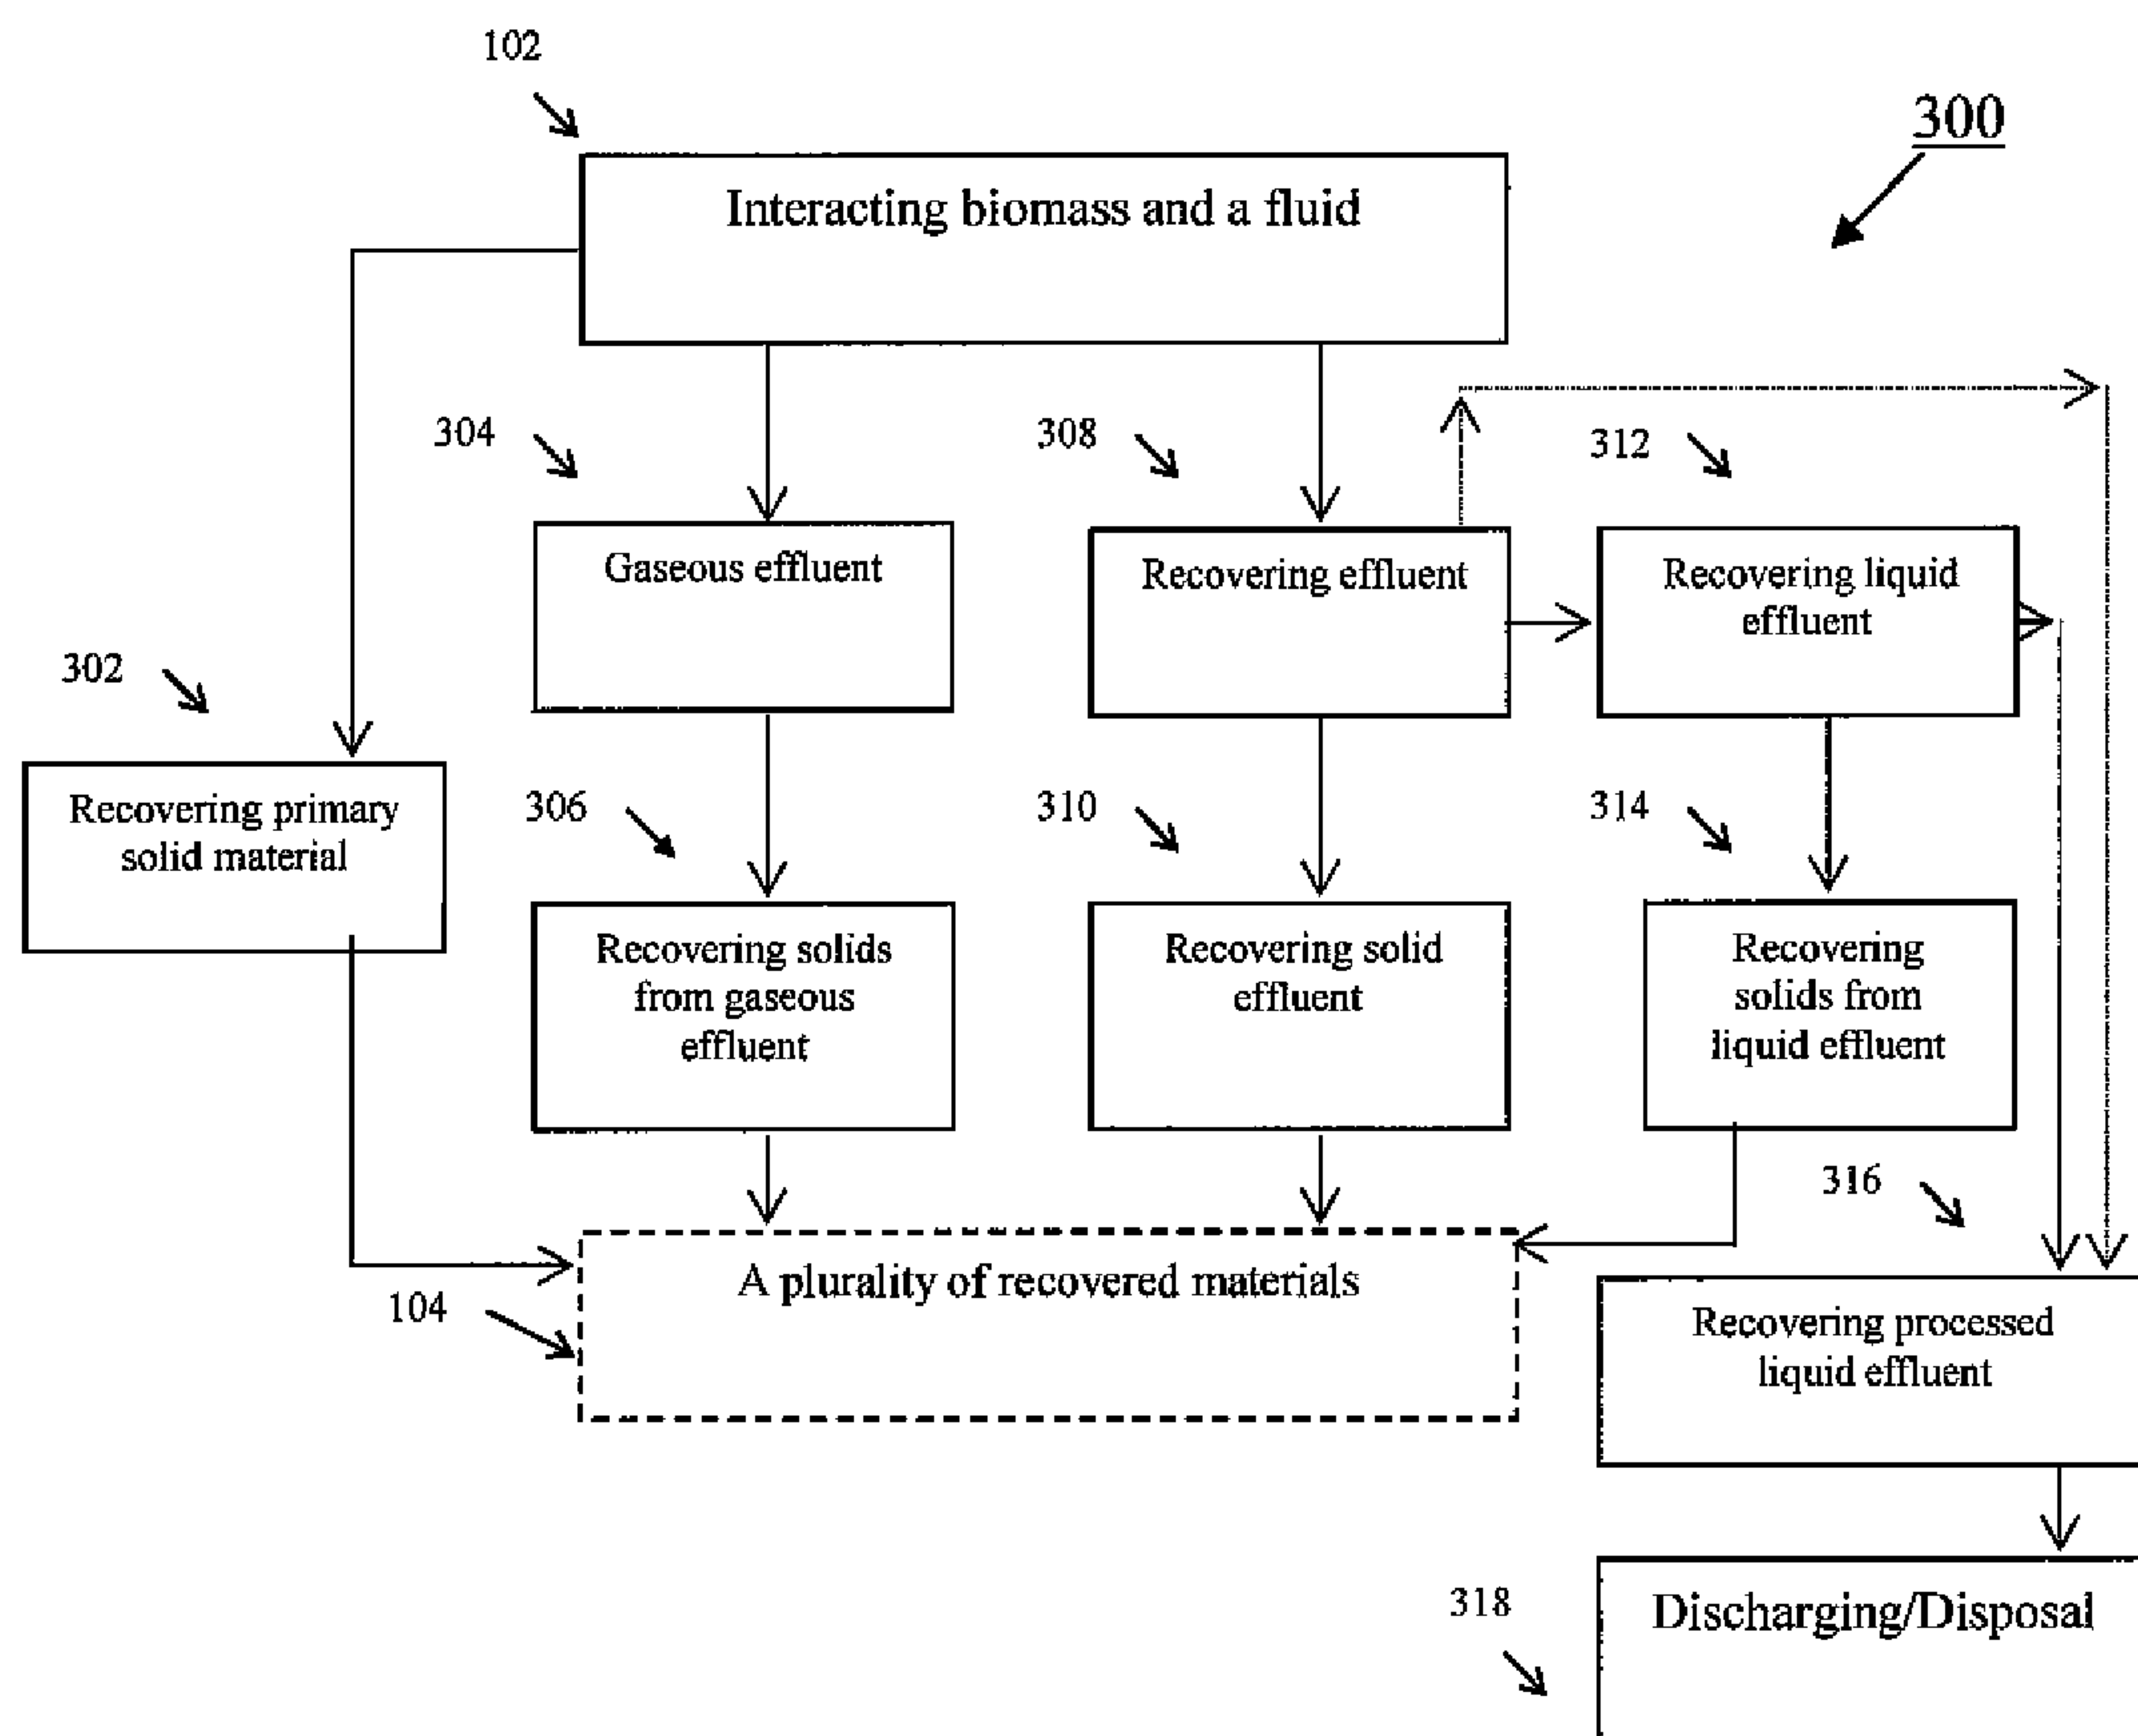 102
300
Interacting biomass and a fluid
304
308
312
Gaseous effluent
Recovering effluent
Recovering liquid
effluent
302
Recovering primary
solid material
306
310
314
Recovering solids
from gaseous
effluent
Recovering solid
effluent
Recovering
solids from
liquid effluent
316
A plurality of recovered materials
104
Recovering processed
liquid effluent
318
Discharging/Disposal